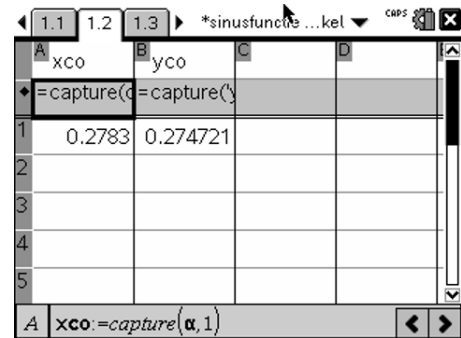 1.1 1.2 1.3 *sinusfunctie ...kel CAPS
A xco B yco C D
=capture(α =capture('y
1 0.2783 0.274721
2
3
4
5
A xco:=capture(α,1)